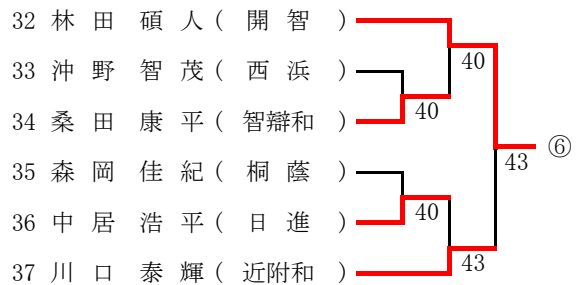 32 林 田 碩 人 ( 開 智 )
40
33 沖 野 智 茂 ( 西 浜 )
40
34 桑 田 康 平 ( 智辯和 )
43 ⑥
35 森 岡 佳 紀 ( 桐 蔭 )
40
36 中 居 浩 平 ( 日 進 )
43
37 川 口 泰 輝 ( 近附和 )